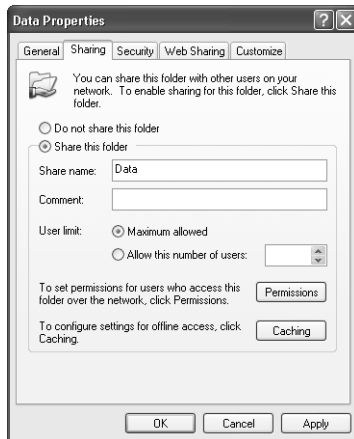 Data Properties
General Sharing Security Web Sharing Customize
You can share this folder with other users on your
network. To enable sharing for this folder, click Share this
folder.
Do not share this folder
Share this folder
Share name: Data
Comment:
User limit: Maximum allowed
Allow this number of users:
To set permissions for users who access this
folder over the network, click Permissions.
Permissions
To configure settings for offline access, click
Caching.
Caching
OK Cancel Apply